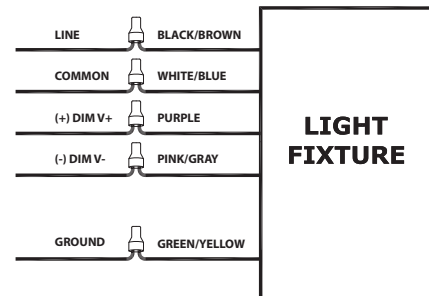 LINE BLACK/BROWN
COMMON WHITE/BLUE
(+) DIM V+ PURPLE
(-) DIM V- PINK/GRAY
GROUND GREEN/YELLOW
LIGHT
FIXTURE